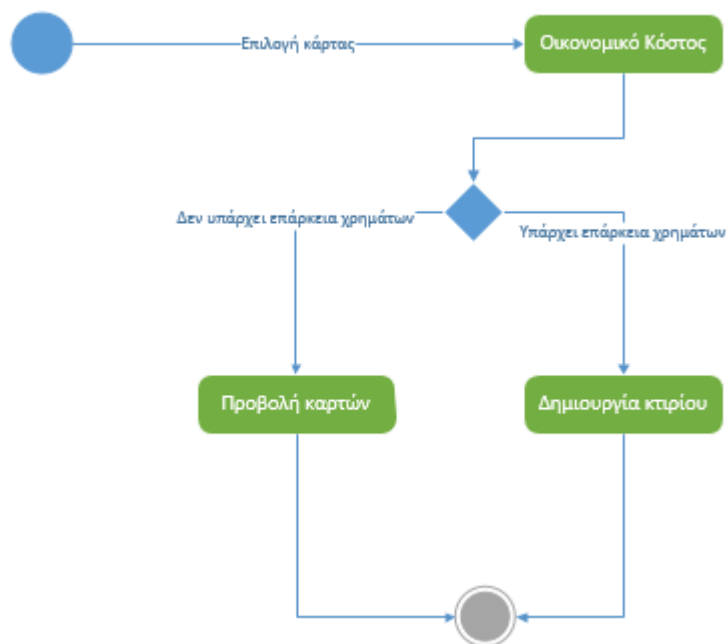 Επιλογή κάρτας
Οικονομικό Κόστος
Δεν υπάρχει επάρκεια χρημάτων
Υπάρχει επάρκεια χρημάτων
Προβολή καρτών
Δημιουργία κτιρίου